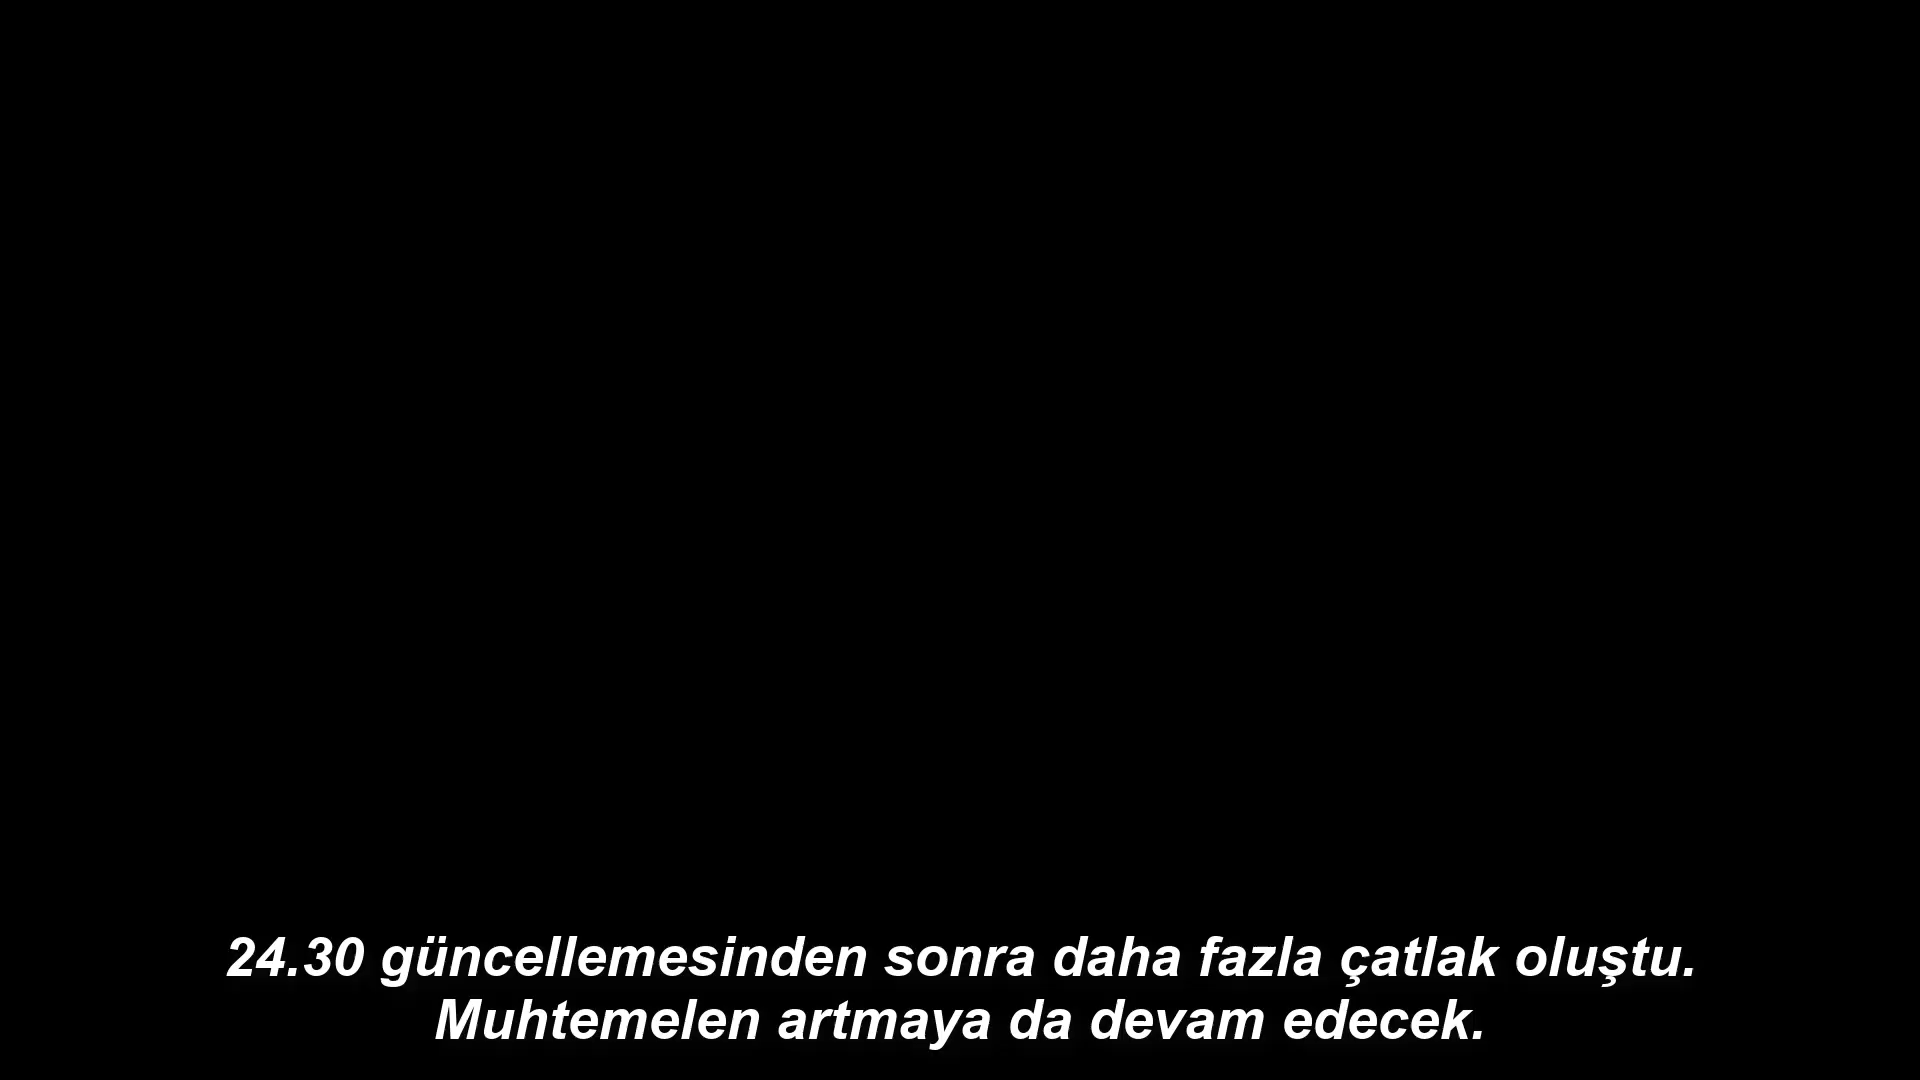 24.30 güncellemesinden sonra daha fazla çatlak oluştu.
Muhtemelen artmaya da devam edecek.